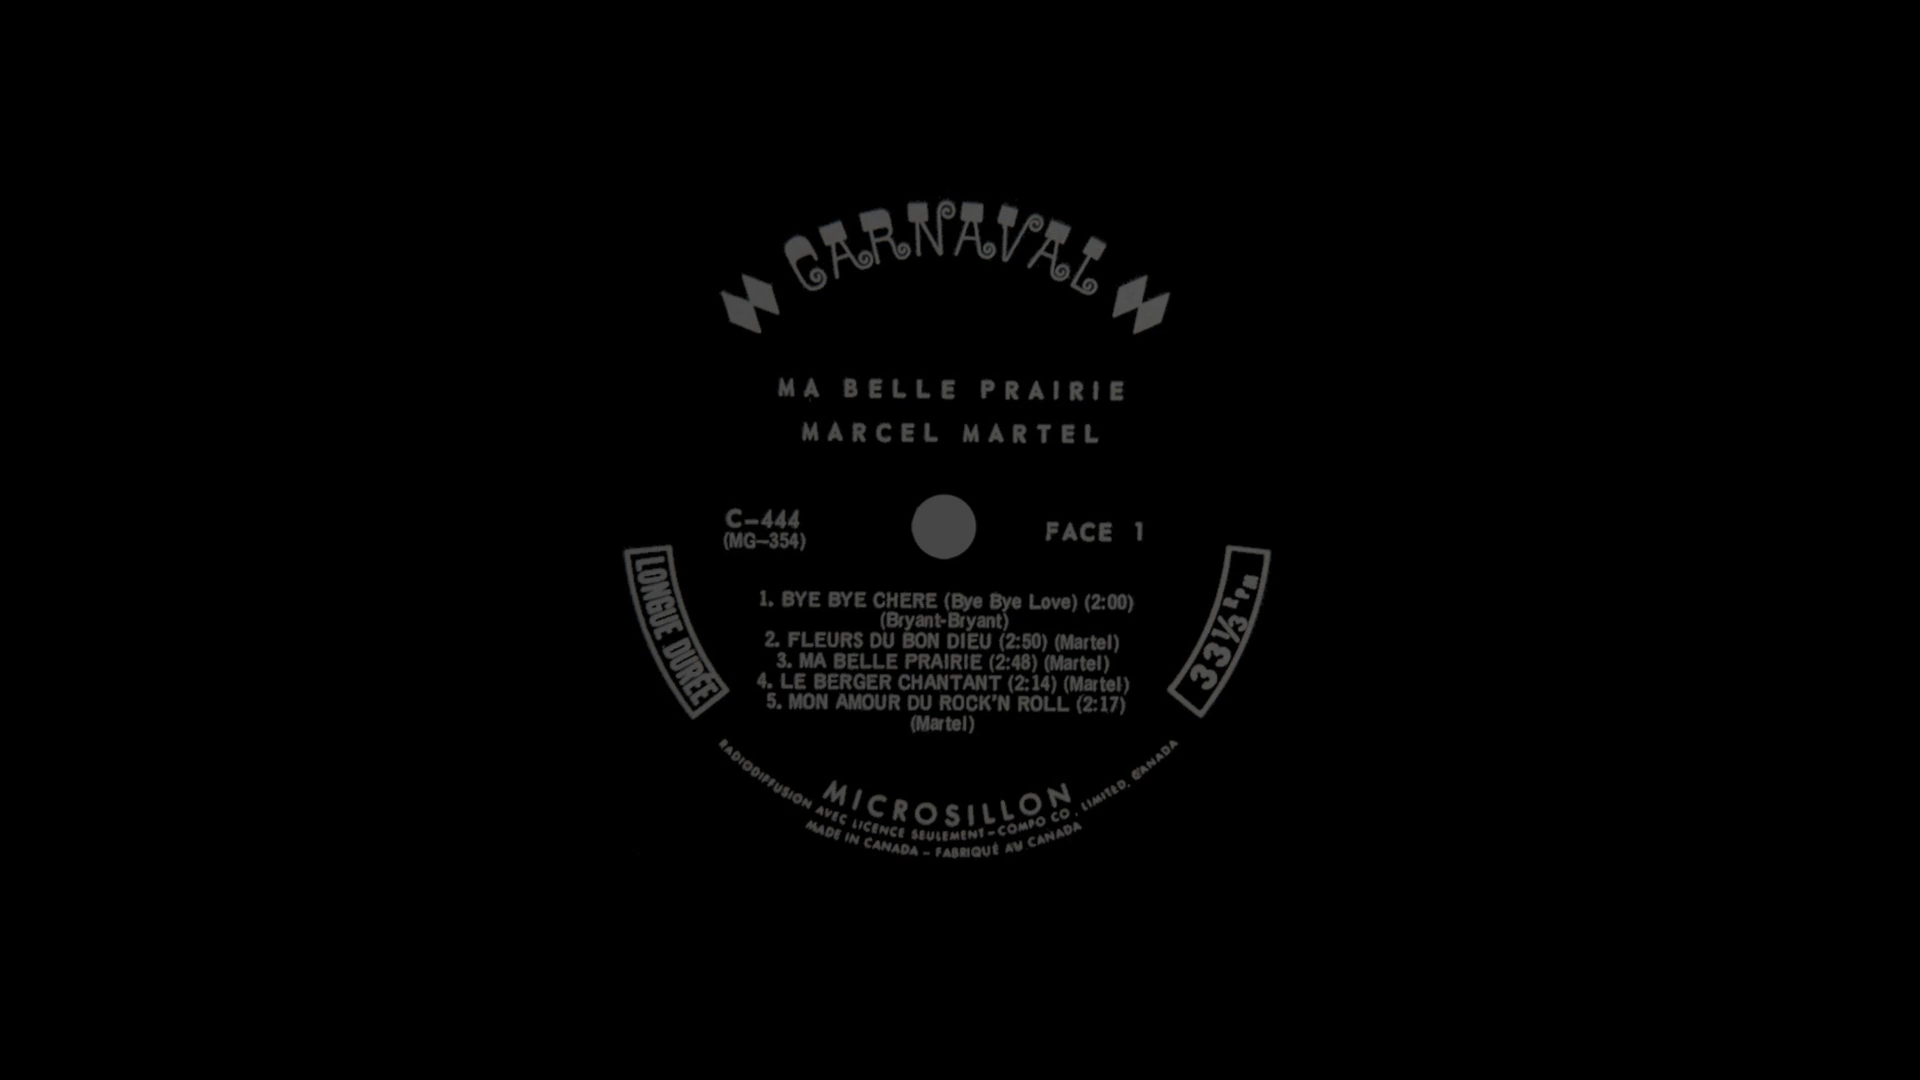 CARNAVAL
MA BELLE PRAIRIE
MARCEL MARTEL
C-444
(MG-354)
FACE 1
LONGUE DURÉE
33 1/3 RPM
1. BYE BYE CHERE (Bye Bye Love) (2:00)
(Bryant-Bryant)
2. FLEURS DU BON DIEU (2:50) (Martel)
3. MA BELLE PRAIRIE (2:48) (Martel)
4. LE BERGER CHANTANT (2:14) (Martel)
5. MON AMOUR DU ROCK'N ROLL (2:17)
(Martel)
MICROSILLON
RADIODIFFUSION AVEC LICENCE SEULEMENT-COMPO CO. LIMITED, CANADA
MADE IN CANADA - FABRIQUÉ AU CANADA